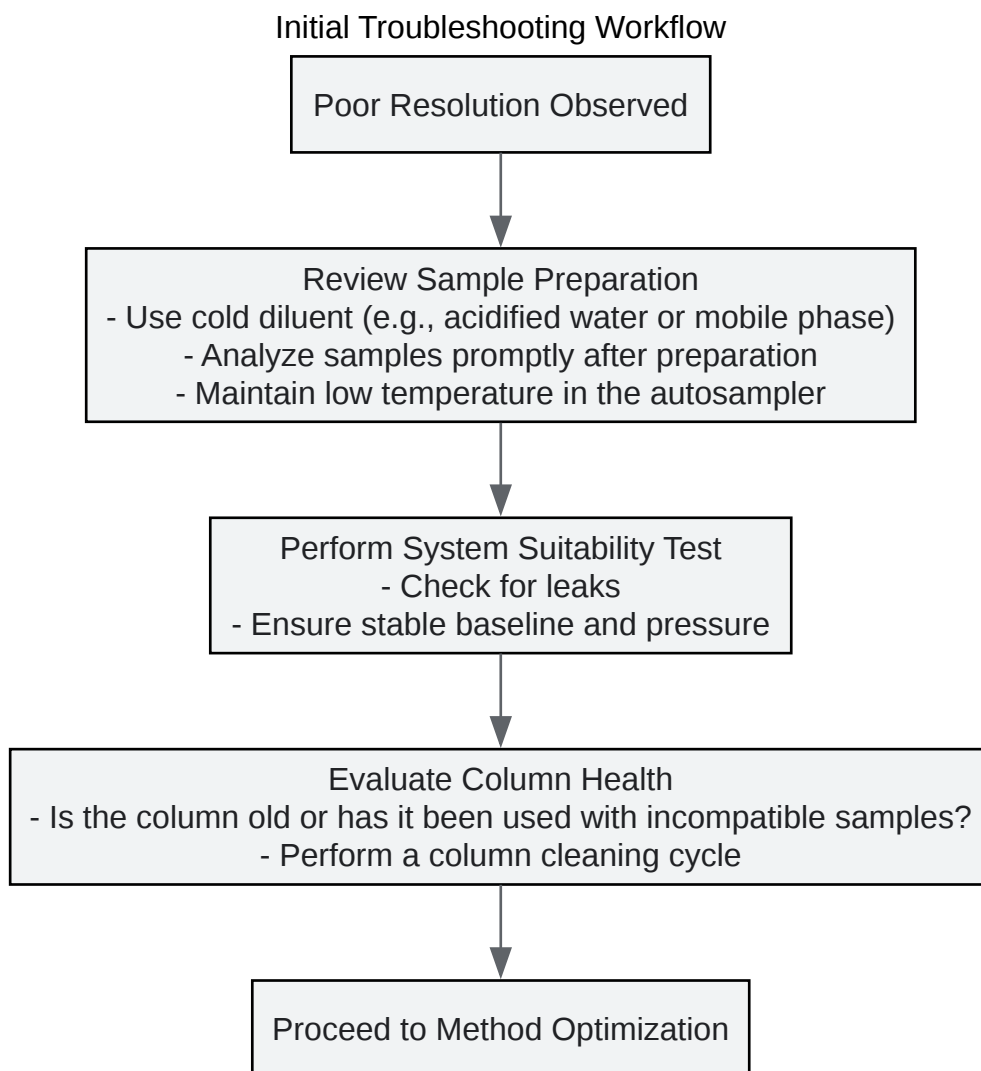 Initial Troubleshooting Workflow
Poor Resolution Observed
Review Sample Preparation
- Use cold diluent (e.g., acidified water or mobile phase)
- Analyze samples promptly after preparation
- Maintain low temperature in the autosampler
Perform System Suitability Test
- Check for leaks
- Ensure stable baseline and pressure
Evaluate Column Health
- Is the column old or has it been used with incompatible samples?
- Perform a column cleaning cycle
Proceed to Method Optimization